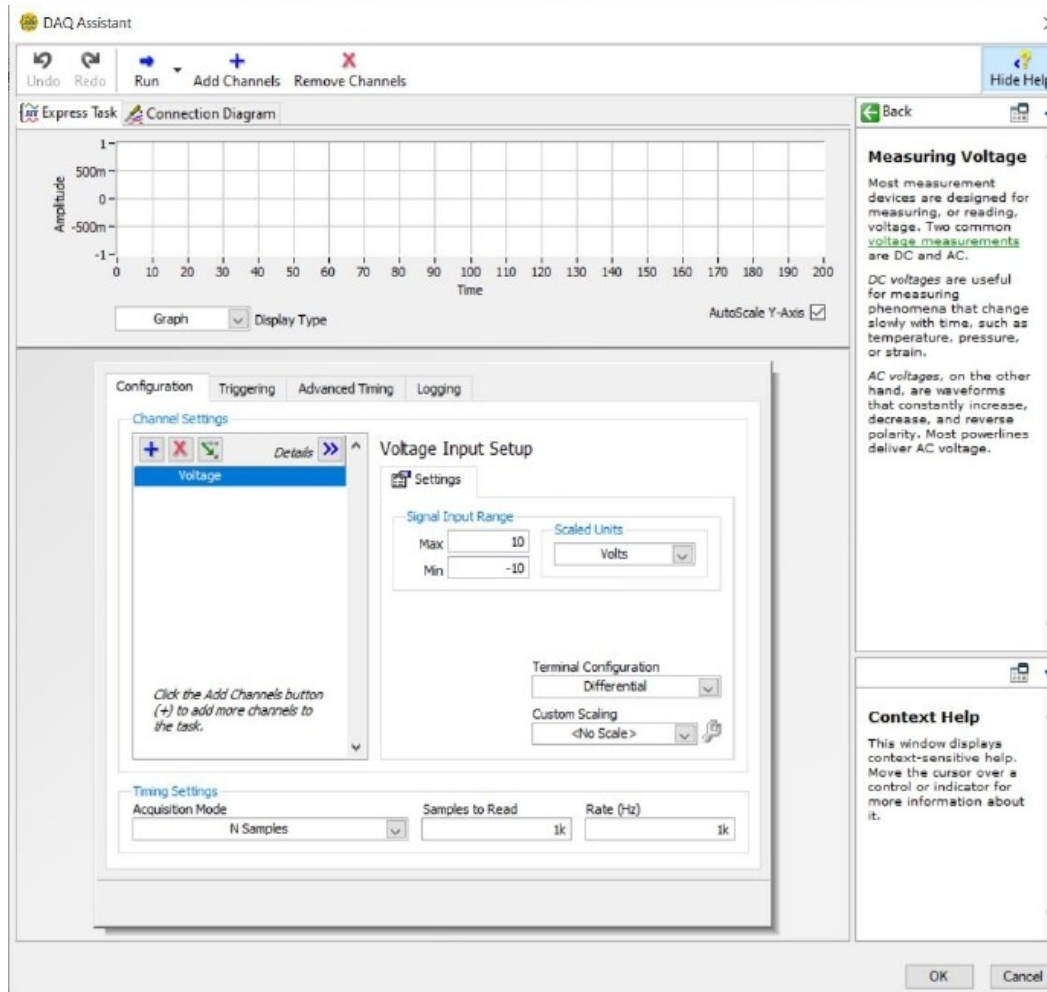 DAQ Assistant
Undo Redo Run Add Channels Remove Channels Hide Help
Express Task Connection Diagram
1
500m
0
-500m
-1
Amplitude
0 10 20 30 40 50 60 70 80 90 100 110 120 130 140 150 160 170 180 190 200
Time
Graph Display Type
AutoScale Y-Axis
Configuration Triggering Advanced Timing Logging
Channel Settings
Details
Voltage
Click the Add Channels button
(+) to add more channels to
the task.
Voltage Input Setup
Settings
Signal Input Range
Max 10
Min -10
Scaled Units
Volts
Terminal Configuration
Differential
Custom Scaling
<No Scale>
Timing Settings
Acquisition Mode Samples to Read Rate (Hz)
N Samples 1k 1k
Back
Measuring Voltage
Most measurement
devices are designed for
measuring, or reading,
voltage. Two common
voltage measurements
are DC and AC.
DC voltages are useful
for measuring
phenomena that change
slowly with time, such as
temperature, pressure,
or strain.
AC voltages, on the other
hand, are waveforms
that constantly increase,
decrease, and reverse
polarity. Most powerlines
deliver AC voltage.
Context Help
This window displays
context-sensitive help.
Move the cursor over a
control or indicator for
more information about
it.
OK Cancel